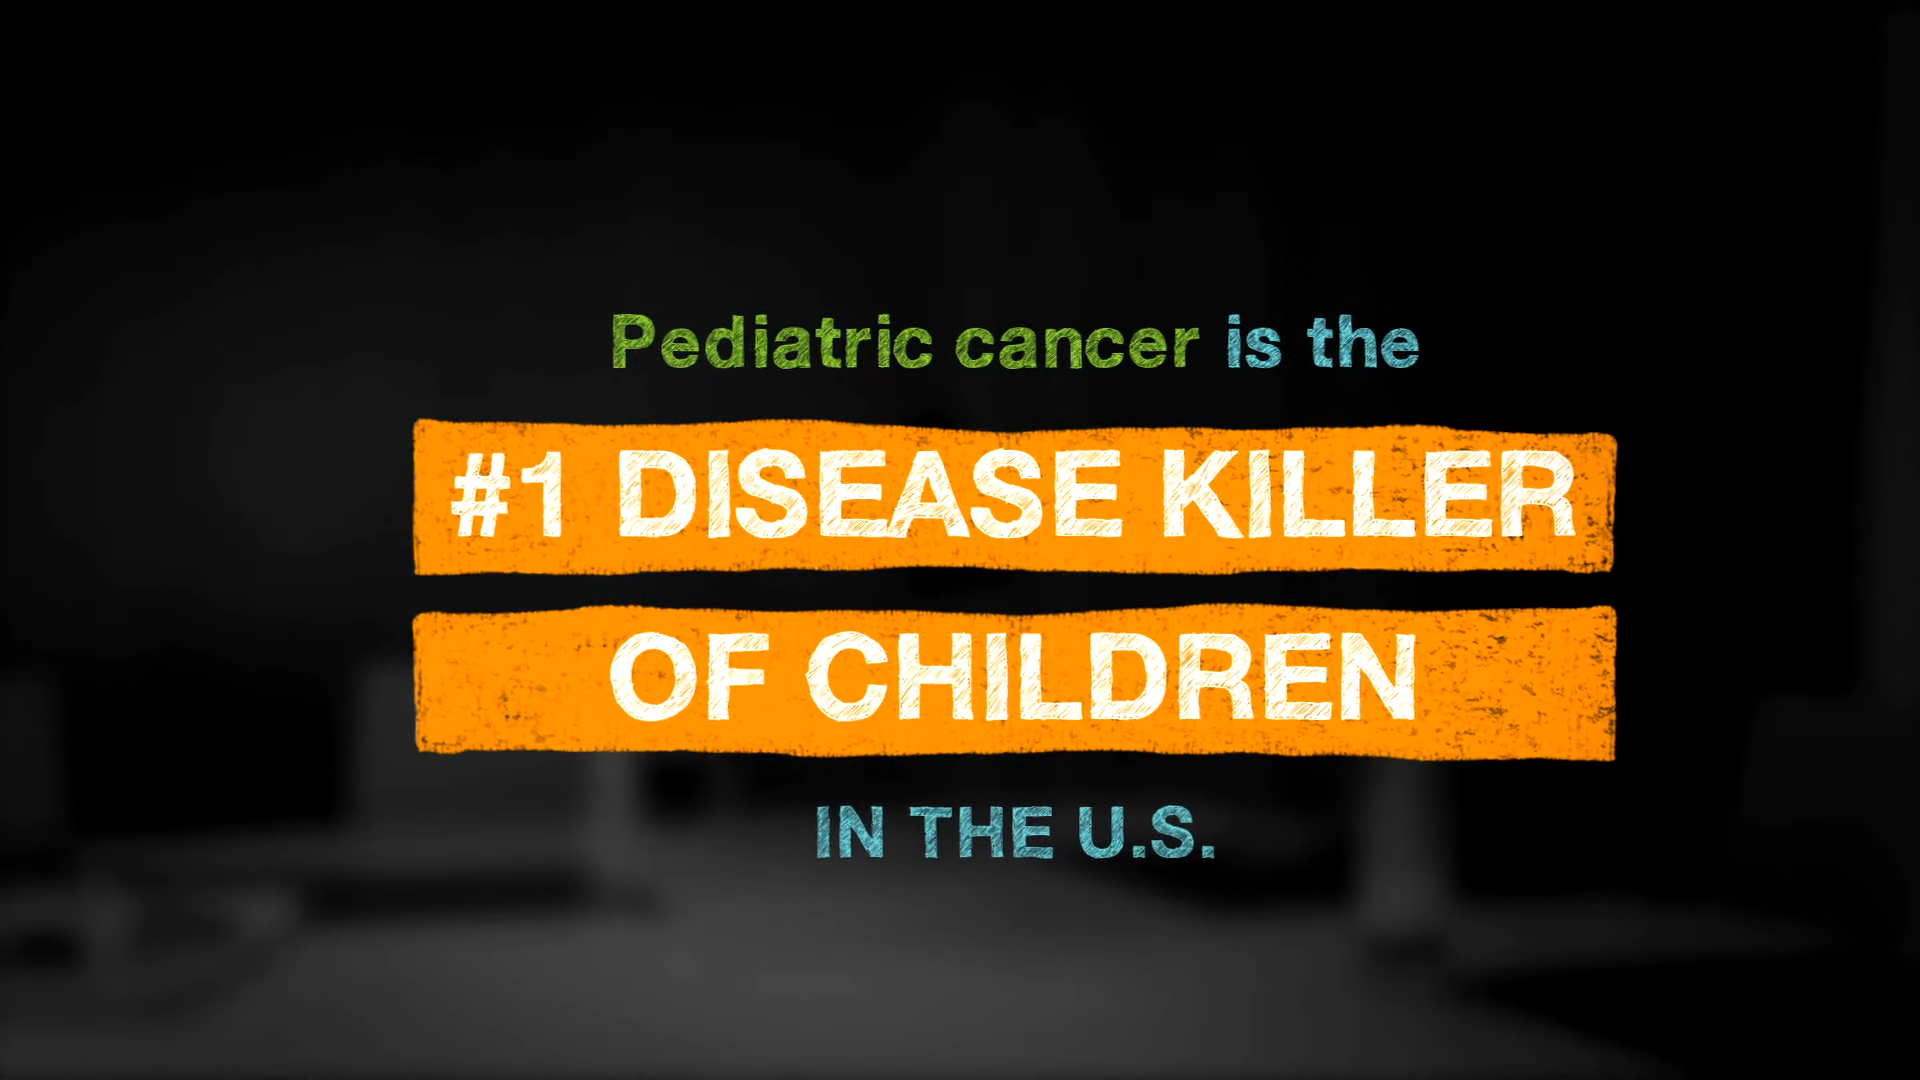 Pediatric cancer is the
#1 DISEASE KILLER
OF CHILDREN
IN THE U.S.